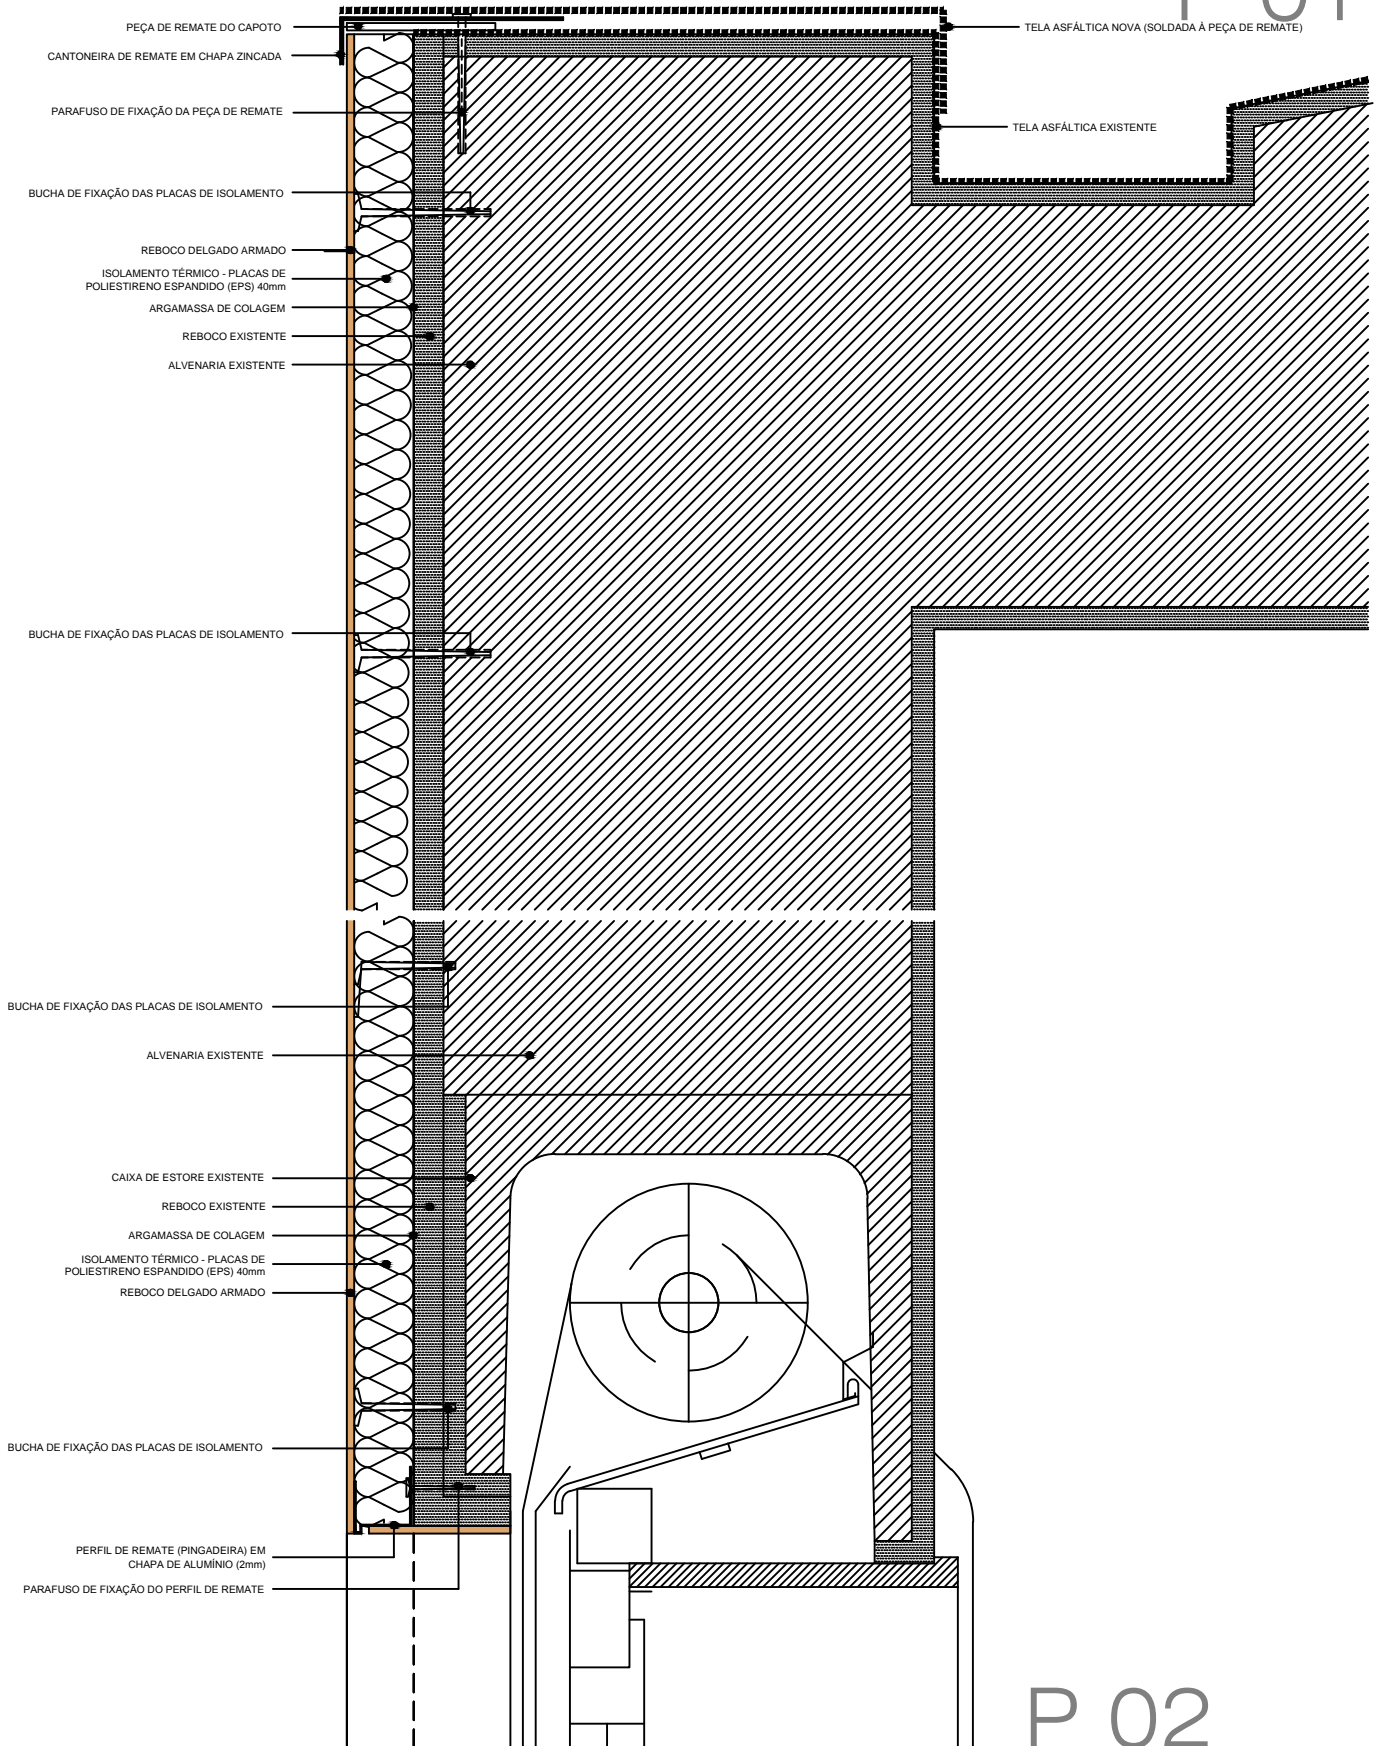 P 01
PEÇA DE REMATE DO CAPOTO
TELA ASFÁLTICA NOVA (SOLDADA À PEÇA DE REMATE)
CANTONEIRA DE REMATE EM CHAPA ZINCADA
PARAFUSO DE FIXAÇÃO DA PEÇA DE REMATE
TELA ASFÁLTICA EXISTENTE
BUCHA DE FIXAÇÃO DAS PLACAS DE ISOLAMENTO
REBOCO DELGADO ARMADO
ISOLAMENTO TÉRMICO - PLACAS DE
POLIESTIRENO ESPANDIDO (EPS) 40mm
ARGAMASSA DE COLAGEM
REBOCO EXISTENTE
ALVENARIA EXISTENTE
BUCHA DE FIXAÇÃO DAS PLACAS DE ISOLAMENTO
BUCHA DE FIXAÇÃO DAS PLACAS DE ISOLAMENTO
ALVENARIA EXISTENTE
CAIXA DE ESTORE EXISTENTE
REBOCO EXISTENTE
ARGAMASSA DE COLAGEM
ISOLAMENTO TÉRMICO - PLACAS DE
POLIESTIRENO ESPANDIDO (EPS) 40mm
REBOCO DELGADO ARMADO
BUCHA DE FIXAÇÃO DAS PLACAS DE ISOLAMENTO
PERFIL DE REMATE (PINGADEIRA) EM
CHAPA DE ALUMÍNIO (2mm)
PARAFUSO DE FIXAÇÃO DO PERFIL DE REMATE
P 02